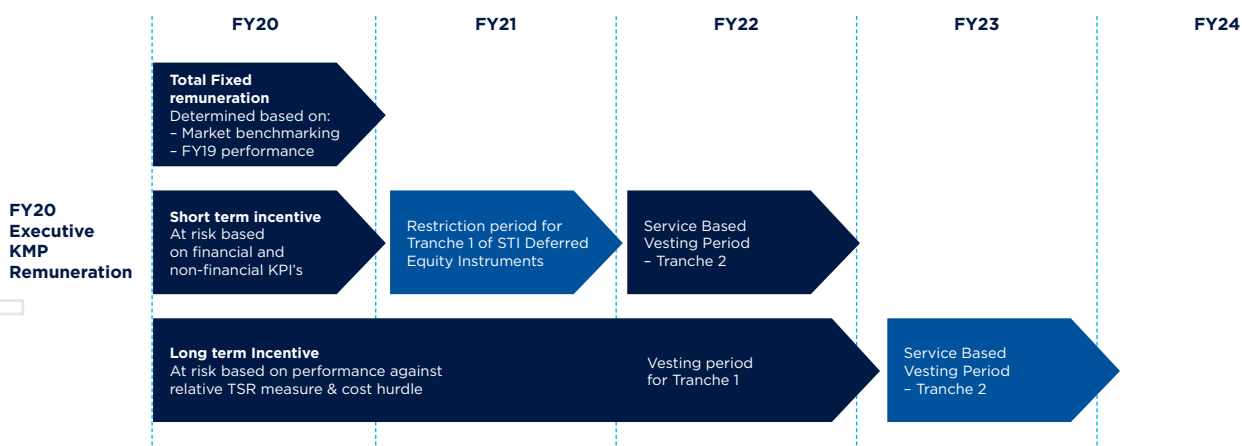 FY20
FY21
FY22
FY23
FY24
FY20
Executive
KMP
Remuneration
Total Fixed
remuneration
Determined based on:
– Market benchmarking
– FY19 performance
Short term incentive
At risk based
on financial and
non-financial KPI's
Restriction period for
Tranche 1 of STI Deferred
Equity Instruments
Service Based
Vesting Period
– Tranche 2
Long term Incentive
At risk based on performance against
relative TSR measure & cost hurdle
Vesting period
for Tranche 1
Service Based
Vesting Period
– Tranche 2